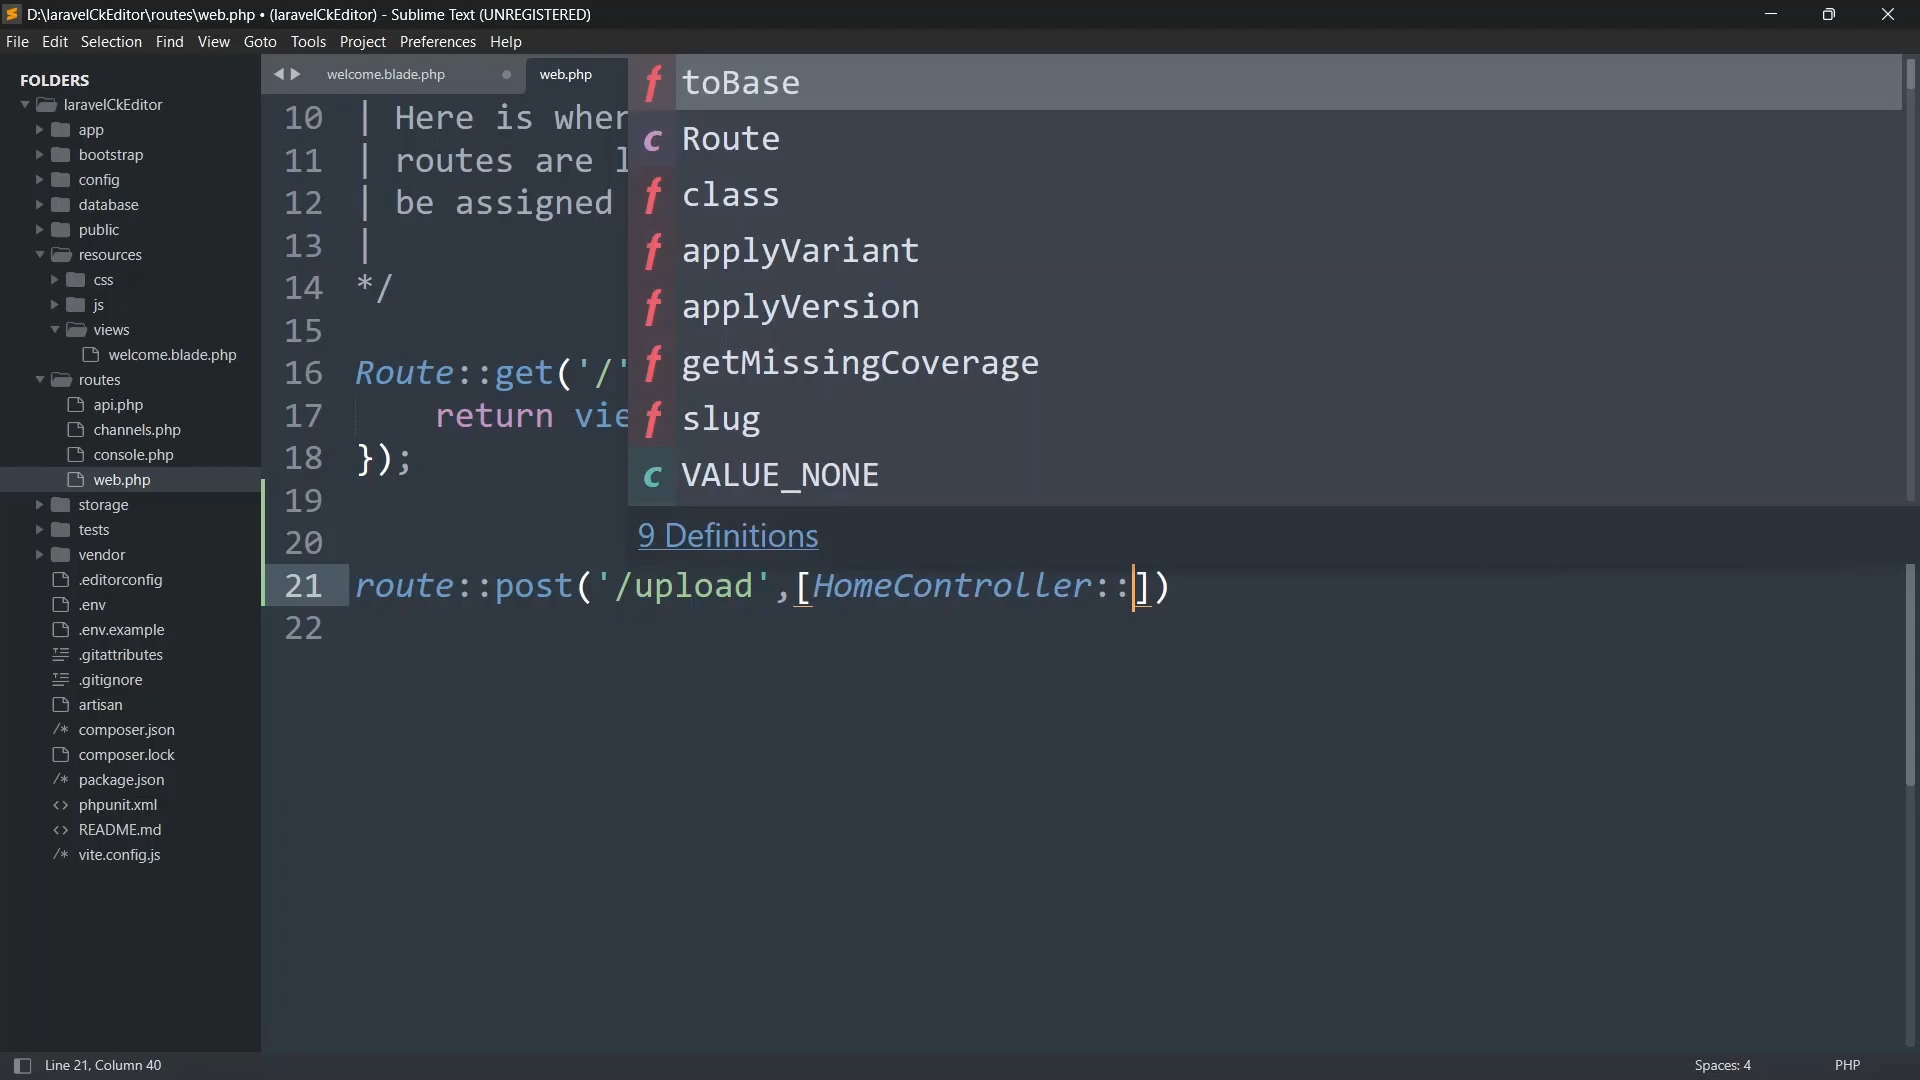 D:\laravelCkEditor\routes\web.php • (laravelCkEditor) - Sublime Text (UNREGISTERED)
File Edit Selection Find View Goto Tools Project Preferences Help
FOLDERS
laravelCkEditor
app
bootstrap
config
database
public
resources
css
js
views
welcome.blade.php
routes
api.php
channels.php
console.php
web.php
storage
tests
vendor
.editorconfig
.env
.env.example
.gitattributes
.gitignore
artisan
composer.json
composer.lock
package.json
phpunit.xml
README.md
vite.config.js
welcome.blade.php web.php
10 | Here is wher
11 | routes are l
12 | be assigned
13 |
14 */
15
16 Route::get('/'
17 return vie
18 });
19
20
21 route::post('/upload',[HomeController::])
22
f toBase
c Route
f class
f applyVariant
f applyVersion
f getMissingCoverage
f slug
c VALUE_NONE
9 Definitions
Line 21, Column 40 Spaces: 4 PHP